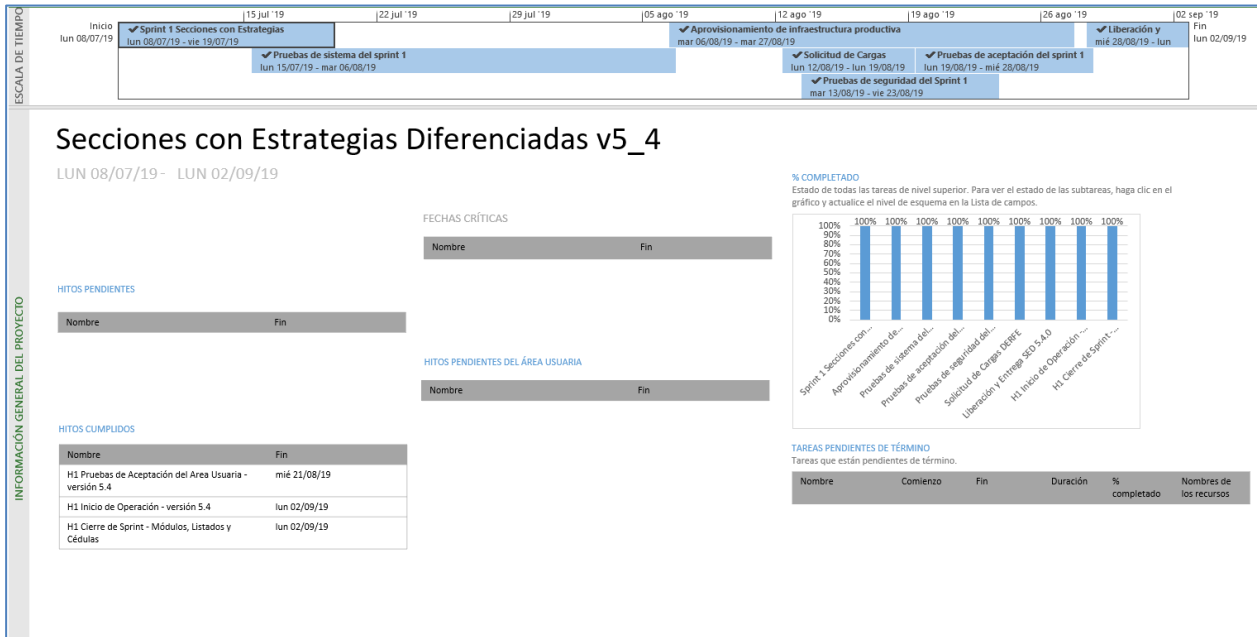 ESCALA DE TIEMPO
15 jul '19 22 jul '19 29 jul '19 05 ago '19 12 ago '19 19 ago '19 26 ago '19 02 sep '19
Inicio
lun 08/07/19
Sprint 1 Secciones con Estrategias
lun 08/07/19 - vie 19/07/19
Aprovisionamiento de infraestructura productiva
mar 06/08/19 - mar 27/08/19
Liberación y
mié 28/08/19 - lun
Fin
lun 02/09/19
Pruebas de sistema del sprint 1
lun 15/07/19 - mar 06/08/19
Solicitud de Cargas
lun 12/08/19 - lun 19/08/19
Pruebas de aceptación del sprint 1
lun 19/08/19 - mié 28/08/19
Pruebas de seguridad del Sprint 1
mar 13/08/19 - vie 23/08/19
INFORMACIÓN GENERAL DEL PROYECTO
Secciones con Estrategias Diferenciadas v5_4
LUN 08/07/19 - LUN 02/09/19
FECHAS CRÍTICAS
Nombre Fin
HITOS PENDIENTES
Nombre Fin
HITOS PENDIENTES DEL ÁREA USUARIA
Nombre Fin
HITOS CUMPLIDOS
Nombre Fin
H1 Pruebas de Aceptación del Area Usuaria - mié 21/08/19
versión 5.4
H1 Inicio de Operación - versión 5.4 lun 02/09/19
H1 Cierre de Sprint - Módulos, Listados y lun 02/09/19
Cédulas
% COMPLETADO
Estado de todas las tareas de nivel superior. Para ver el estado de las subtareas, haga clic en el
gráfico y actualice el nivel de esquema en la Lista de campos.
100% 100% 100% 100% 100% 100% 100% 100% 100%
100%
90%
80%
70%
60%
50%
40%
30%
20%
10%
0%
Sprint 1 Secciones con...
Aprovisionamiento de...
Pruebas de sistema del...
Pruebas de aceptación del...
Pruebas de seguridad del...
Solicitud de Cargas DERFE
Liberación y Entrega SED 5.4.0
H1 Inicio de Operación -...
H1 Cierre de Sprint -...
TAREAS PENDIENTES DE TÉRMINO
Tareas que están pendientes de término.
Nombre Comienzo Fin Duración % Nombres de
completado los recursos